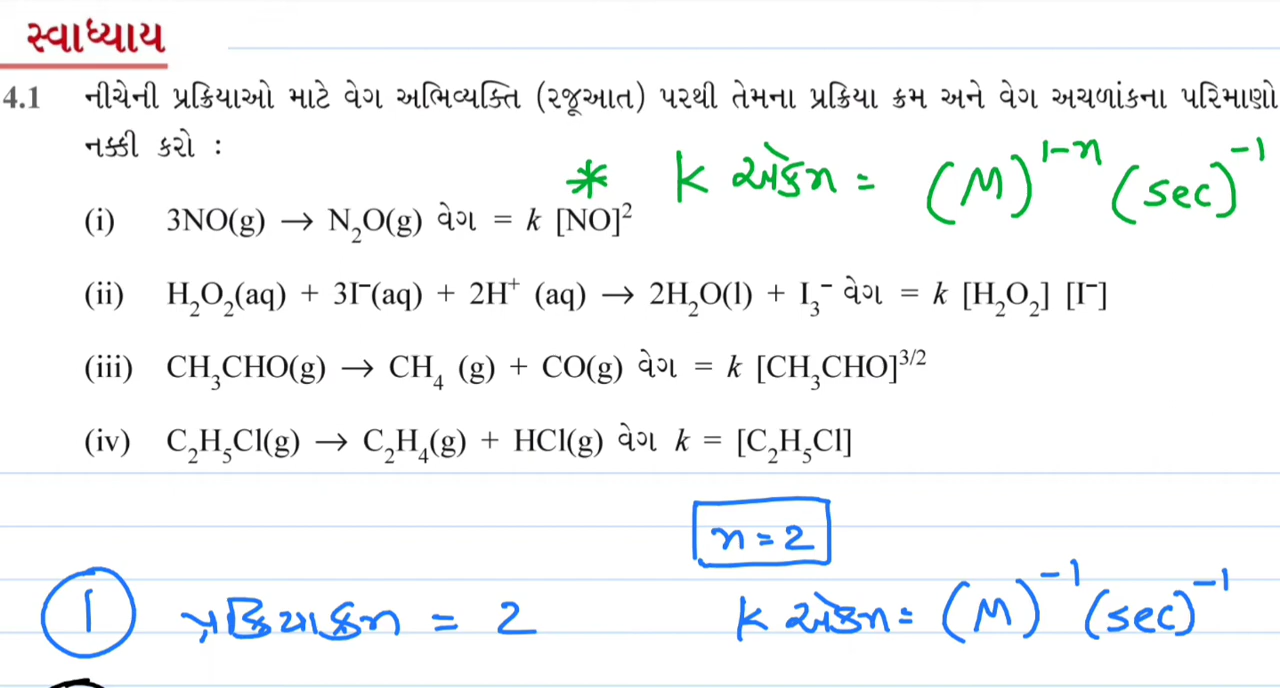 સ્વાધ્યાય
4.1 નીચેની પ્રક્રિયાઓ માટે વેગ અભિવ્યક્તિ (રજૂઆત) પરથી તેમના પ્રક્રિયા ક્રમ અને વેગ અચળાંકના પરિમાણો
નક્કી કરો :
* k એકમ = (M)^1-n (sec)^-1
(i) 3NO(g) → N₂O(g) વેગ = k [NO]²
(ii) H₂O₂(aq) + 3I⁻(aq) + 2H⁺ (aq) → 2H₂O(l) + I₃⁻ વેગ = k [H₂O₂] [I⁻]
(iii) CH₃CHO(g) → CH₄ (g) + CO(g) વેગ = k [CH₃CHO]^3/2
(iv) C₂H₅Cl(g) → C₂H₄(g) + HCl(g) વેગ k = [C₂H₅Cl]
n = 2
1 પ્રક્રિયાક્રમ = 2 k એકમ = (M)^-1 (sec)^-1